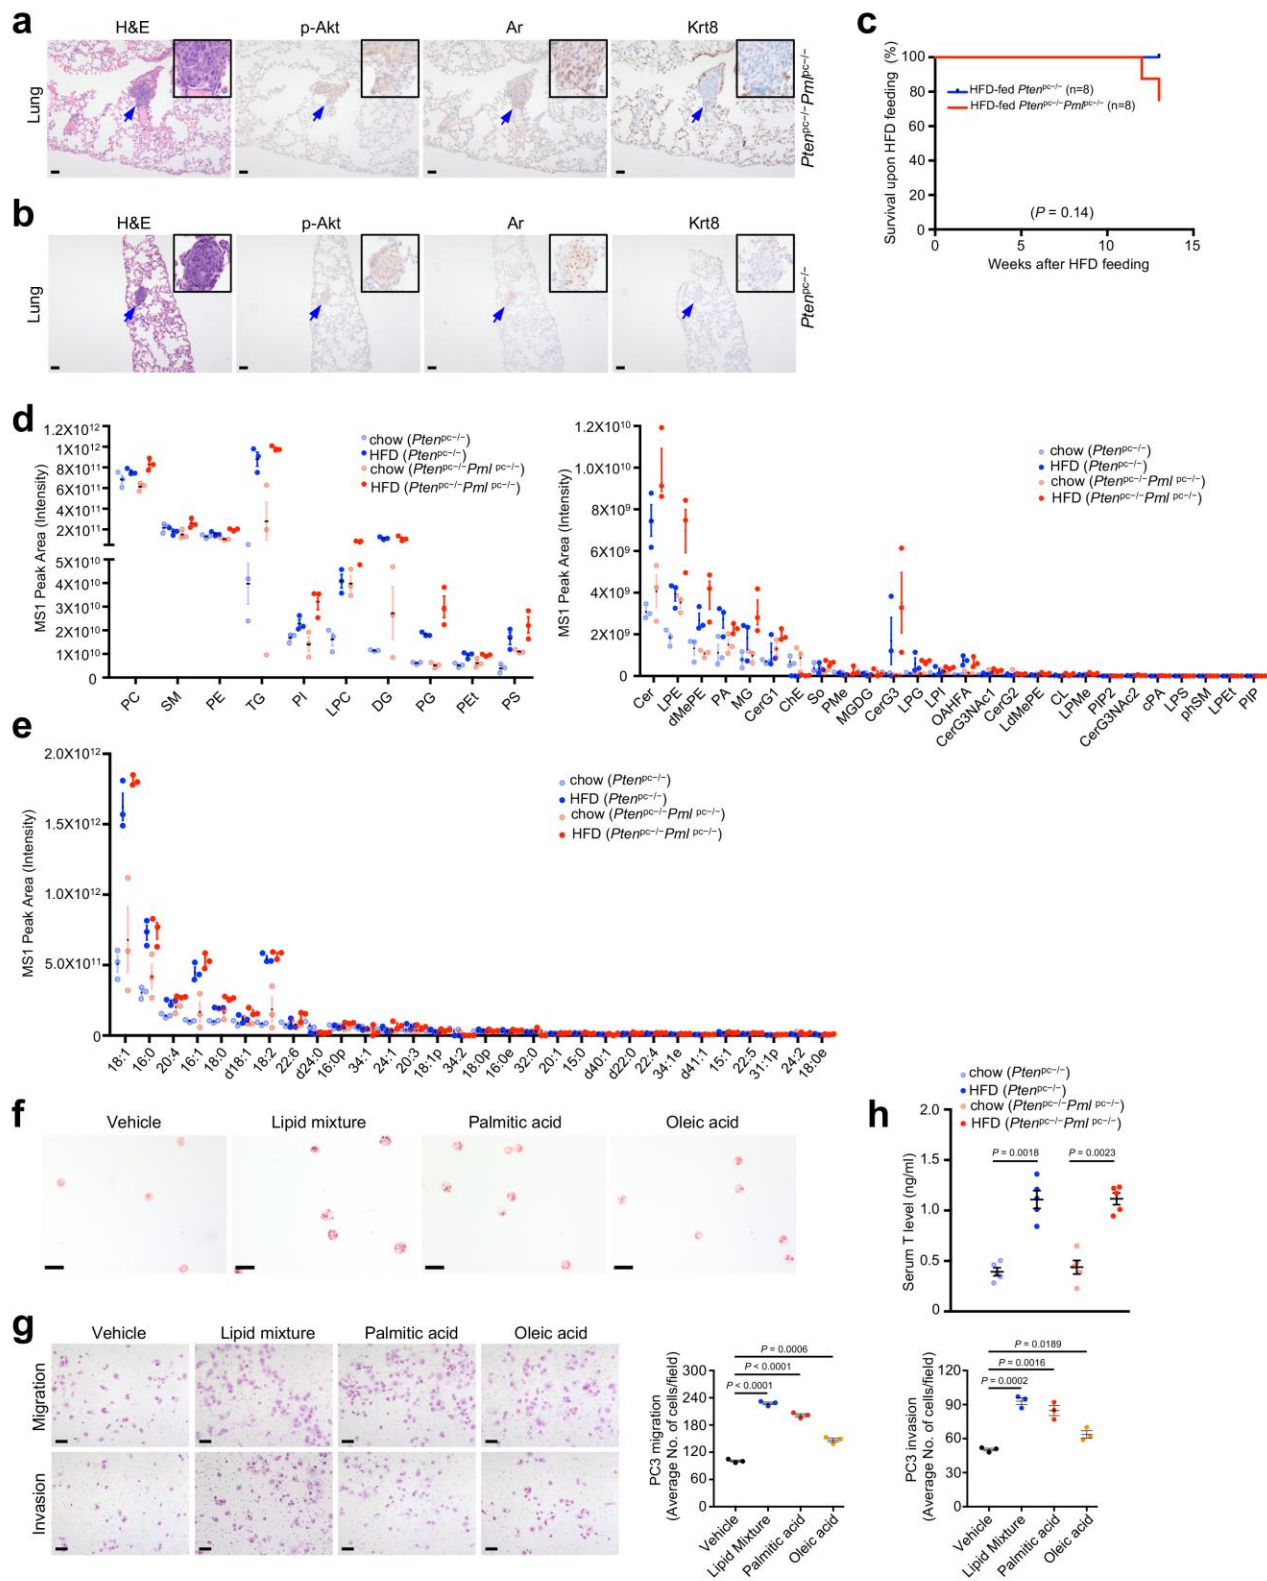 a
H&E
p-Akt
Ar
Krt8
Lung
Ptenpc−/−Pmlpc−/−
b
H&E
p-Akt
Ar
Krt8
Lung
Ptenpc−/−
c
Survival upon HFD feeding (%)
100
80
60
40
20
0
HFD-fed Ptenpc−/− (n=8)
HFD-fed Ptenpc−/−Pmlpc−/− (n=8)
(P = 0.14)
0 5 10 15
Weeks after HFD feeding
d
MS1 Peak Area (Intensity)
1.2X10¹²
1X10¹²
8X10¹¹
6X10¹¹
4X10¹¹
2X10¹¹
5X10¹⁰
4X10¹⁰
3X10¹⁰
2X10¹⁰
1X10¹⁰
0
chow (Ptenpc−/−)
HFD (Ptenpc−/−)
chow (Ptenpc−/−Pml pc−/−)
HFD (Ptenpc−/−Pml pc−/−)
PC SM PE TG PI LPC DG PG PEt PS
MS1 Peak Area (Intensity)
1.2X10¹⁰
1.0X10¹⁰
8X10⁹
6X10⁹
4X10⁹
2X10⁹
0
chow (Ptenpc−/−)
HFD (Ptenpc−/−)
chow (Ptenpc−/−Pml pc−/−)
HFD (Ptenpc−/−Pml pc−/−)
Cer LPE dMePE PA MG CerG1 ChE So PMe MGDG CerG3 LPG LPI OAHFA CerG3NAc1 CerG2 LdMePE CL LPMe PIP2 CerG3NAc2 cPA LPS phSM LPEt PIP
e
MS1 Peak Area (Intensity)
2.0X10¹²
1.5X10¹²
1.0X10¹²
5.0X10¹¹
0
chow (Ptenpc−/−)
HFD (Ptenpc−/−)
chow (Ptenpc−/−Pml pc−/−)
HFD (Ptenpc−/−Pml pc−/−)
18:1 16:0 20:4 16:1 18:0 d18:1 18:2 22:6 d24:0 16:0p 34:1 24:1 20:3 18:1p 34:2 18:0p 16:0e 32:0 20:1 15:0 d40:1 d22:0 22:4 34:1e d41:1 15:1 22:5 31:1p 24:2 18:0e
f
Vehicle
Lipid mixture
Palmitic acid
Oleic acid
g
Vehicle
Lipid mixture
Palmitic acid
Oleic acid
Migration
Invasion
PC3 migration
(Average No. of cells/field)
300
240
180
120
60
0
P = 0.0006
P < 0.0001
P < 0.0001
Vehicle
Lipid Mixture
Palmitic acid
Oleic acid
PC3 invasion
(Average No. of cells/field)
120
90
60
30
0
P = 0.0189
P = 0.0016
P = 0.0002
Vehicle
Lipid Mixture
Palmitic acid
Oleic acid
h
chow (Ptenpc−/−)
HFD (Ptenpc−/−)
chow (Ptenpc−/−Pml pc−/−)
HFD (Ptenpc−/−Pml pc−/−)
Serum T level (ng/ml)
2.0
1.5
1.0
0.5
0
P = 0.0018
P = 0.0023